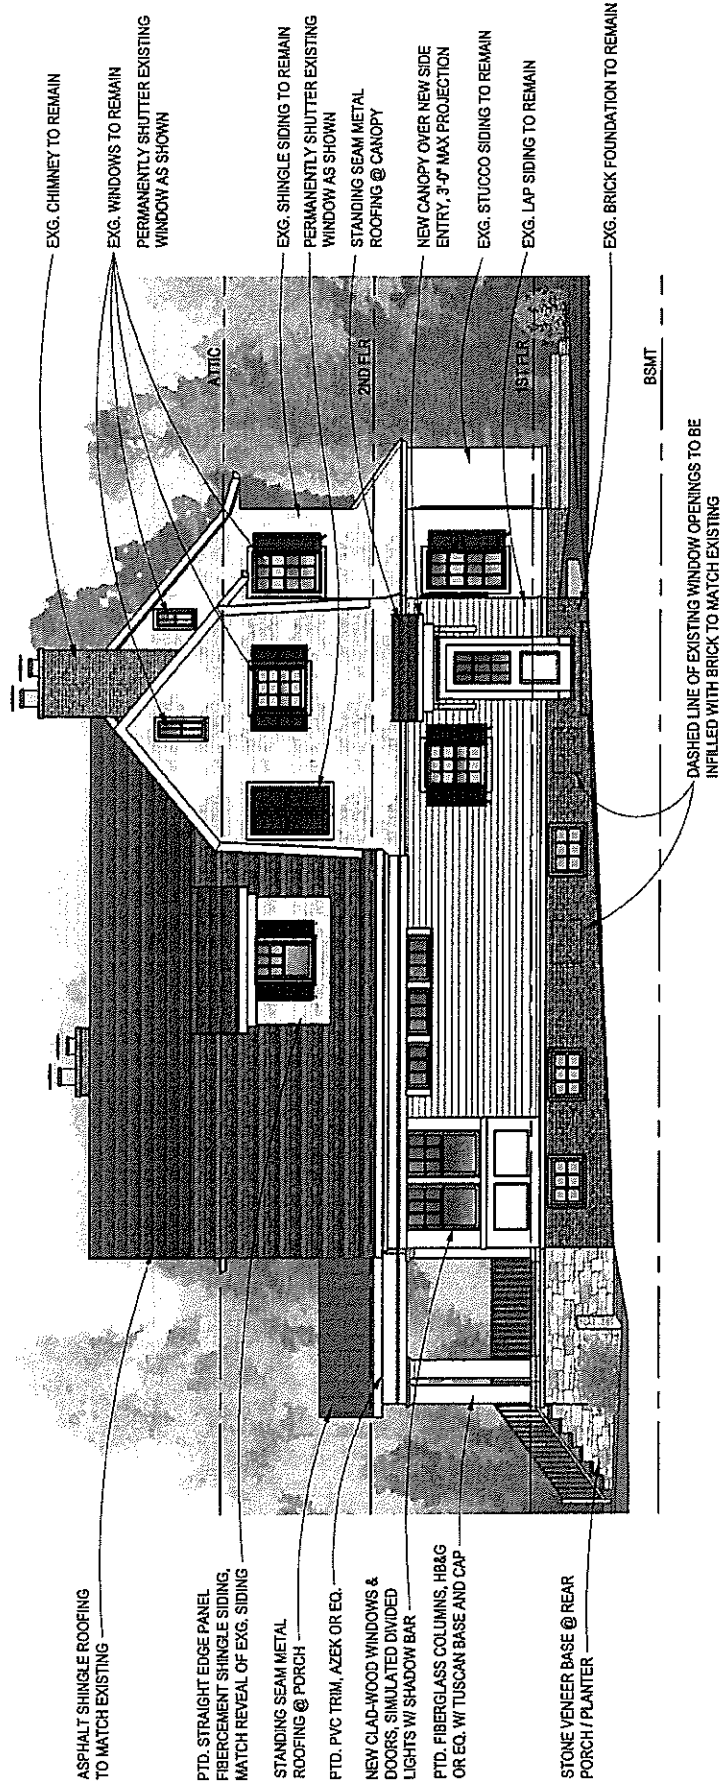 ASPHALT SHINGLE ROOFING
TO MATCH EXISTING
PTD. STRAIGHT EDGE PANEL
FIBERCEMENT SHINGLE SIDING,
MATCH REVEAL OF EXG. SIDING
STANDING SEAM METAL
ROOFING @ PORCH
PTD. PVC TRIM, AZEK OR EQ.
NEW CLAD-WOOD WINDOWS &
DOORS, SIMULATED DIVIDED
LIGHTS W/ SHADOW BAR
PTD. FIBERGLASS COLUMNS, HB&G
OR EQ. W/ TUSCAN BASE AND CAP
STONE VENEER BASE @ REAR
PORCH / PLANTER
ATTIC
2ND FLR
1ST FLR
BSMT
DASHED LINE OF EXISTING WINDOW OPENINGS TO BE
INFILLED WITH BRICK TO MATCH EXISTING
EXG. CHIMNEY TO REMAIN
EXG. WINDOWS TO REMAIN
PERMANENTLY SHUTTER EXISTING
WINDOW AS SHOWN
EXG. SHINGLE SIDING TO REMAIN
PERMANENTLY SHUTTER EXISTING
WINDOW AS SHOWN
STANDING SEAM METAL
ROOFING @ CANOPY
NEW CANOPY OVER NEW SIDE
ENTRY, 3'-0" MAX PROJECTION
EXG. STUCCO SIDING TO REMAIN
EXG. LAP SIDING TO REMAIN
EXG. BRICK FOUNDATION TO REMAIN